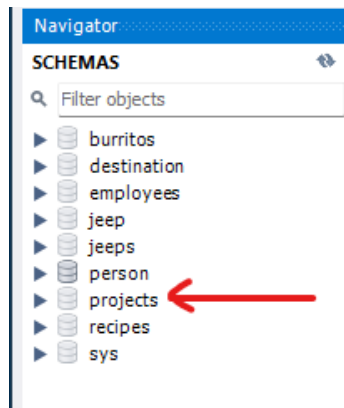 Navigator
SCHEMAS
Filter objects
burritos
destination
employees
jeep
jeeps
person
projects
recipes
sys